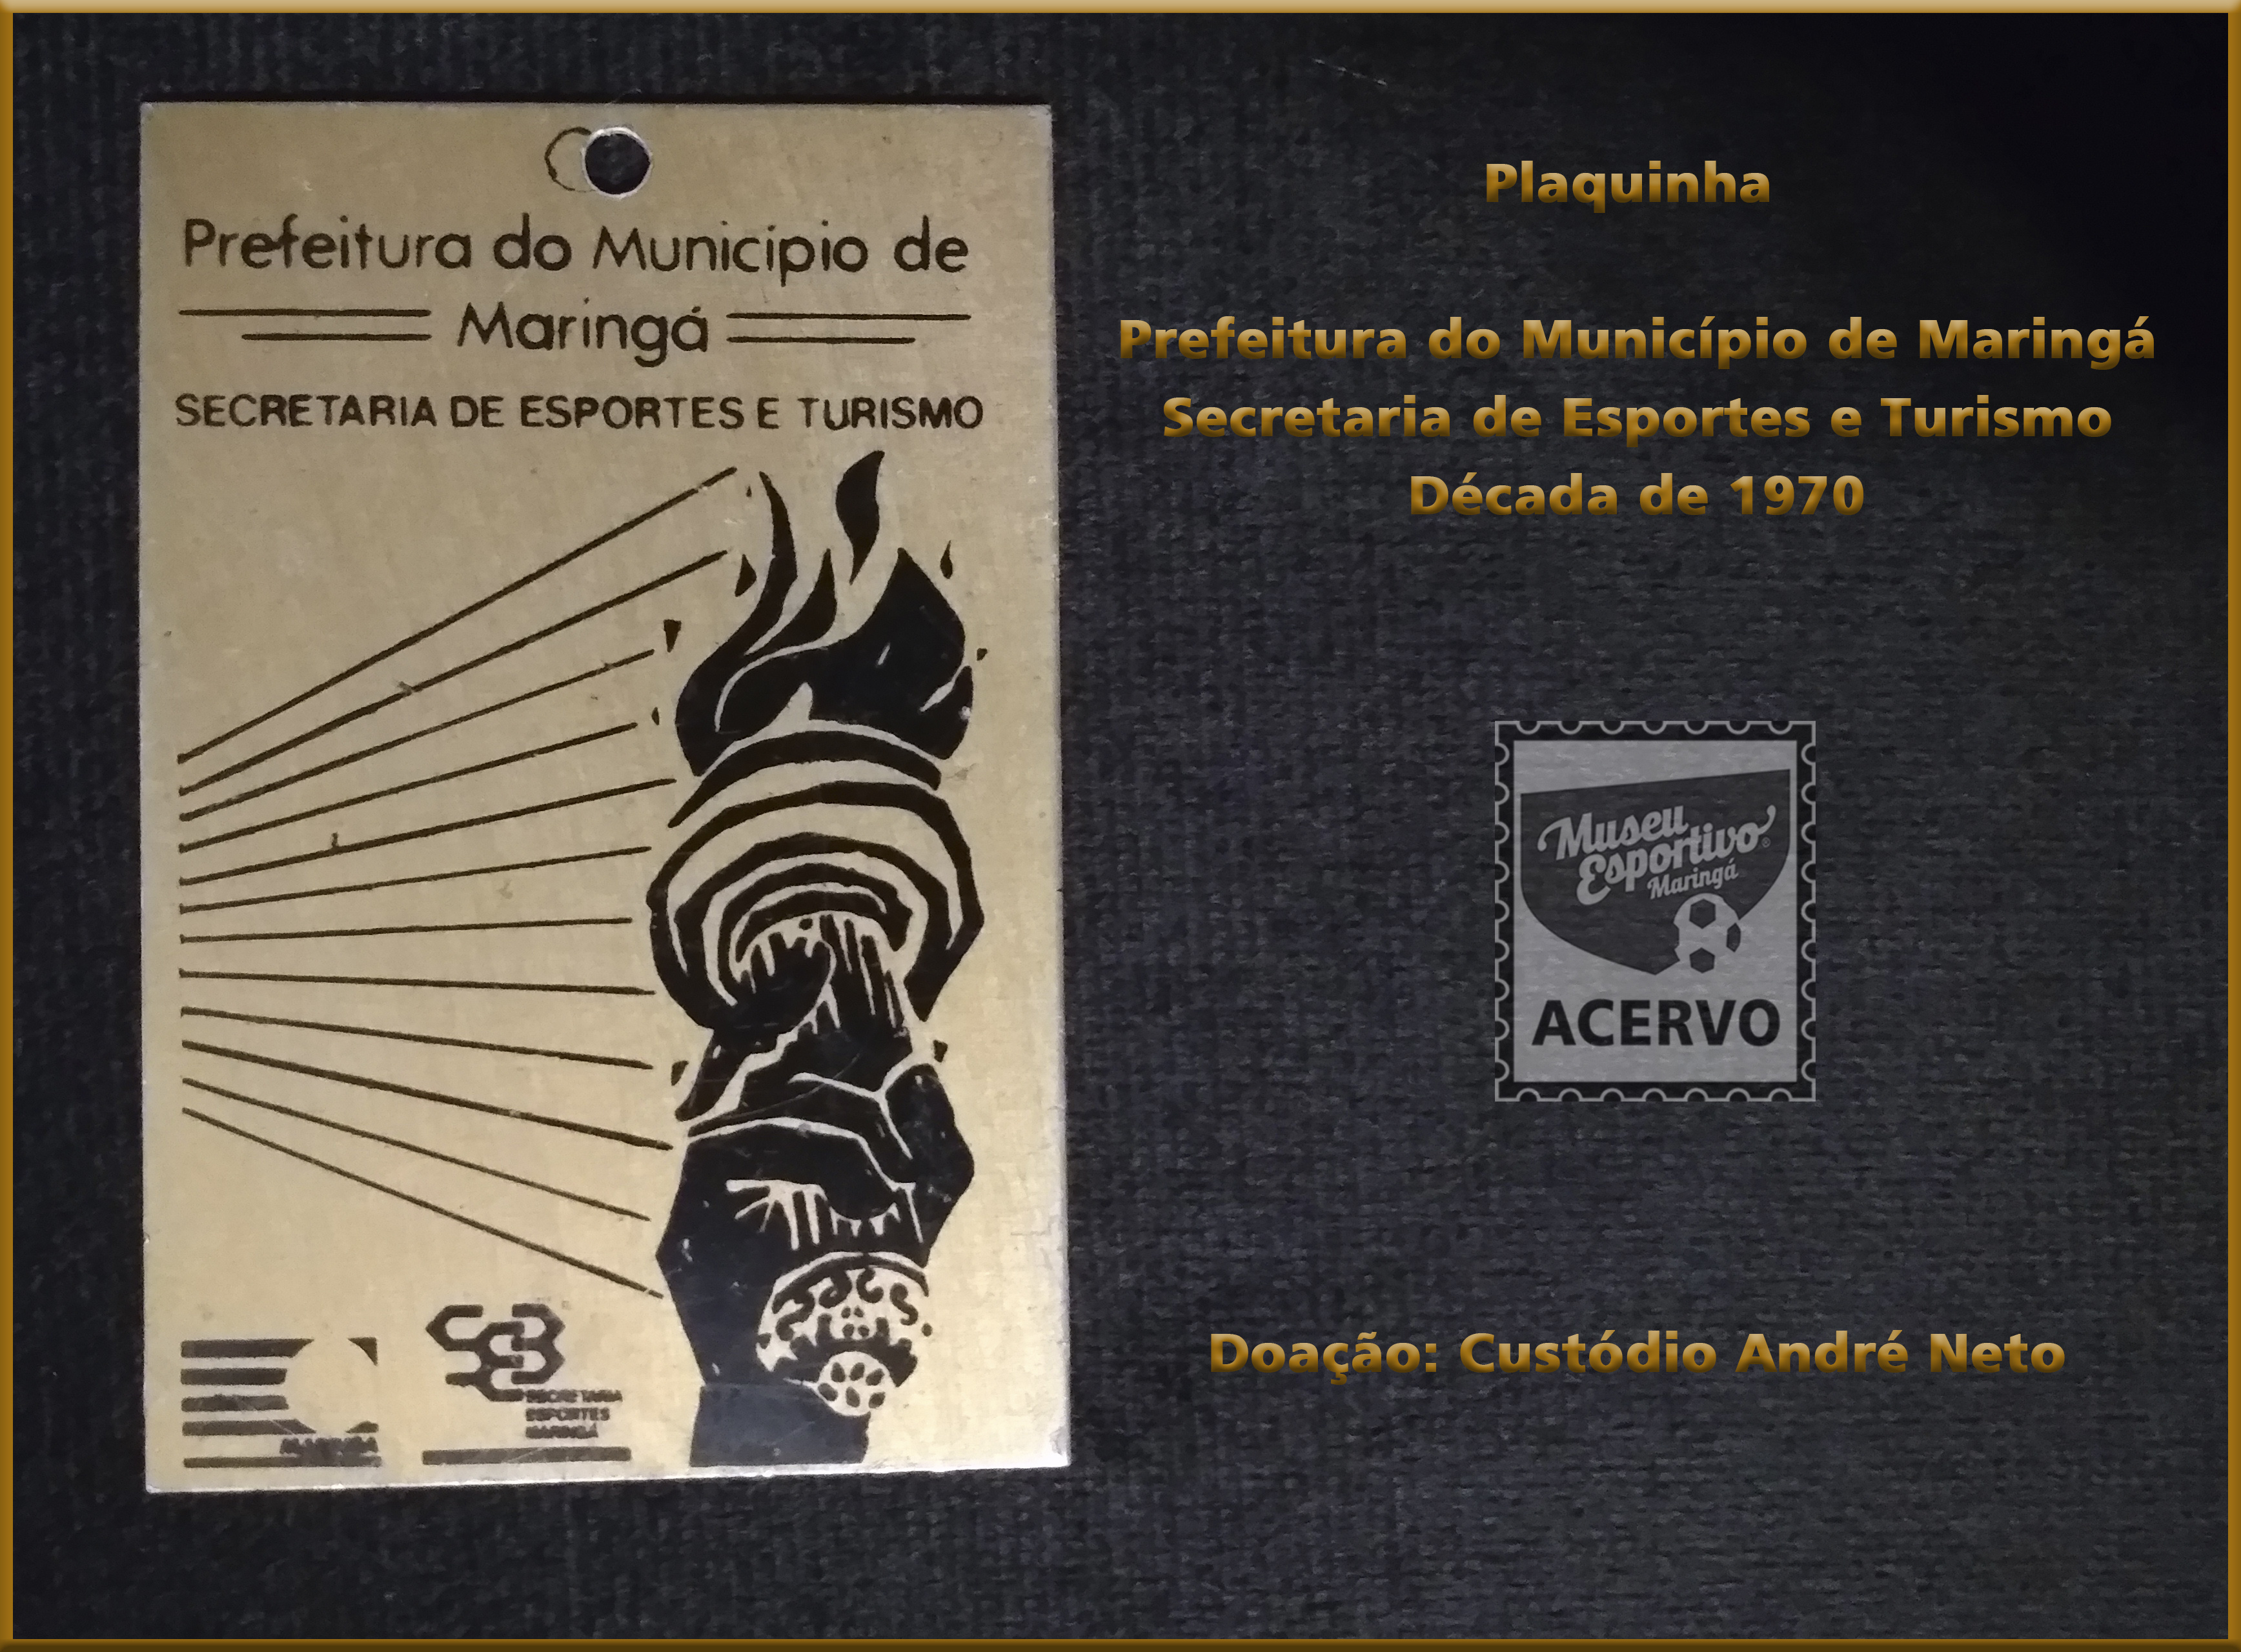 Prefeitura do Município de
Maringá
SECRETARIA DE ESPORTES E TURISMO
SECRETARIA
ESPORTES
MARINGÁ
Plaquinha
Prefeitura do Município de Maringá
Secretaria de Esportes e Turismo
Década de 1970
Museu
Esportivo
Maringá
ACERVO
Doação: Custódio André Neto